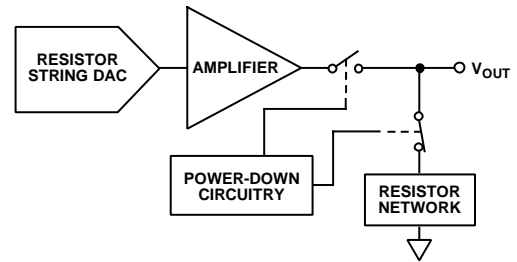 RESISTOR
STRING DAC
AMPLIFIER
VOUT
POWER-DOWN
CIRCUITRY
RESISTOR
NETWORK